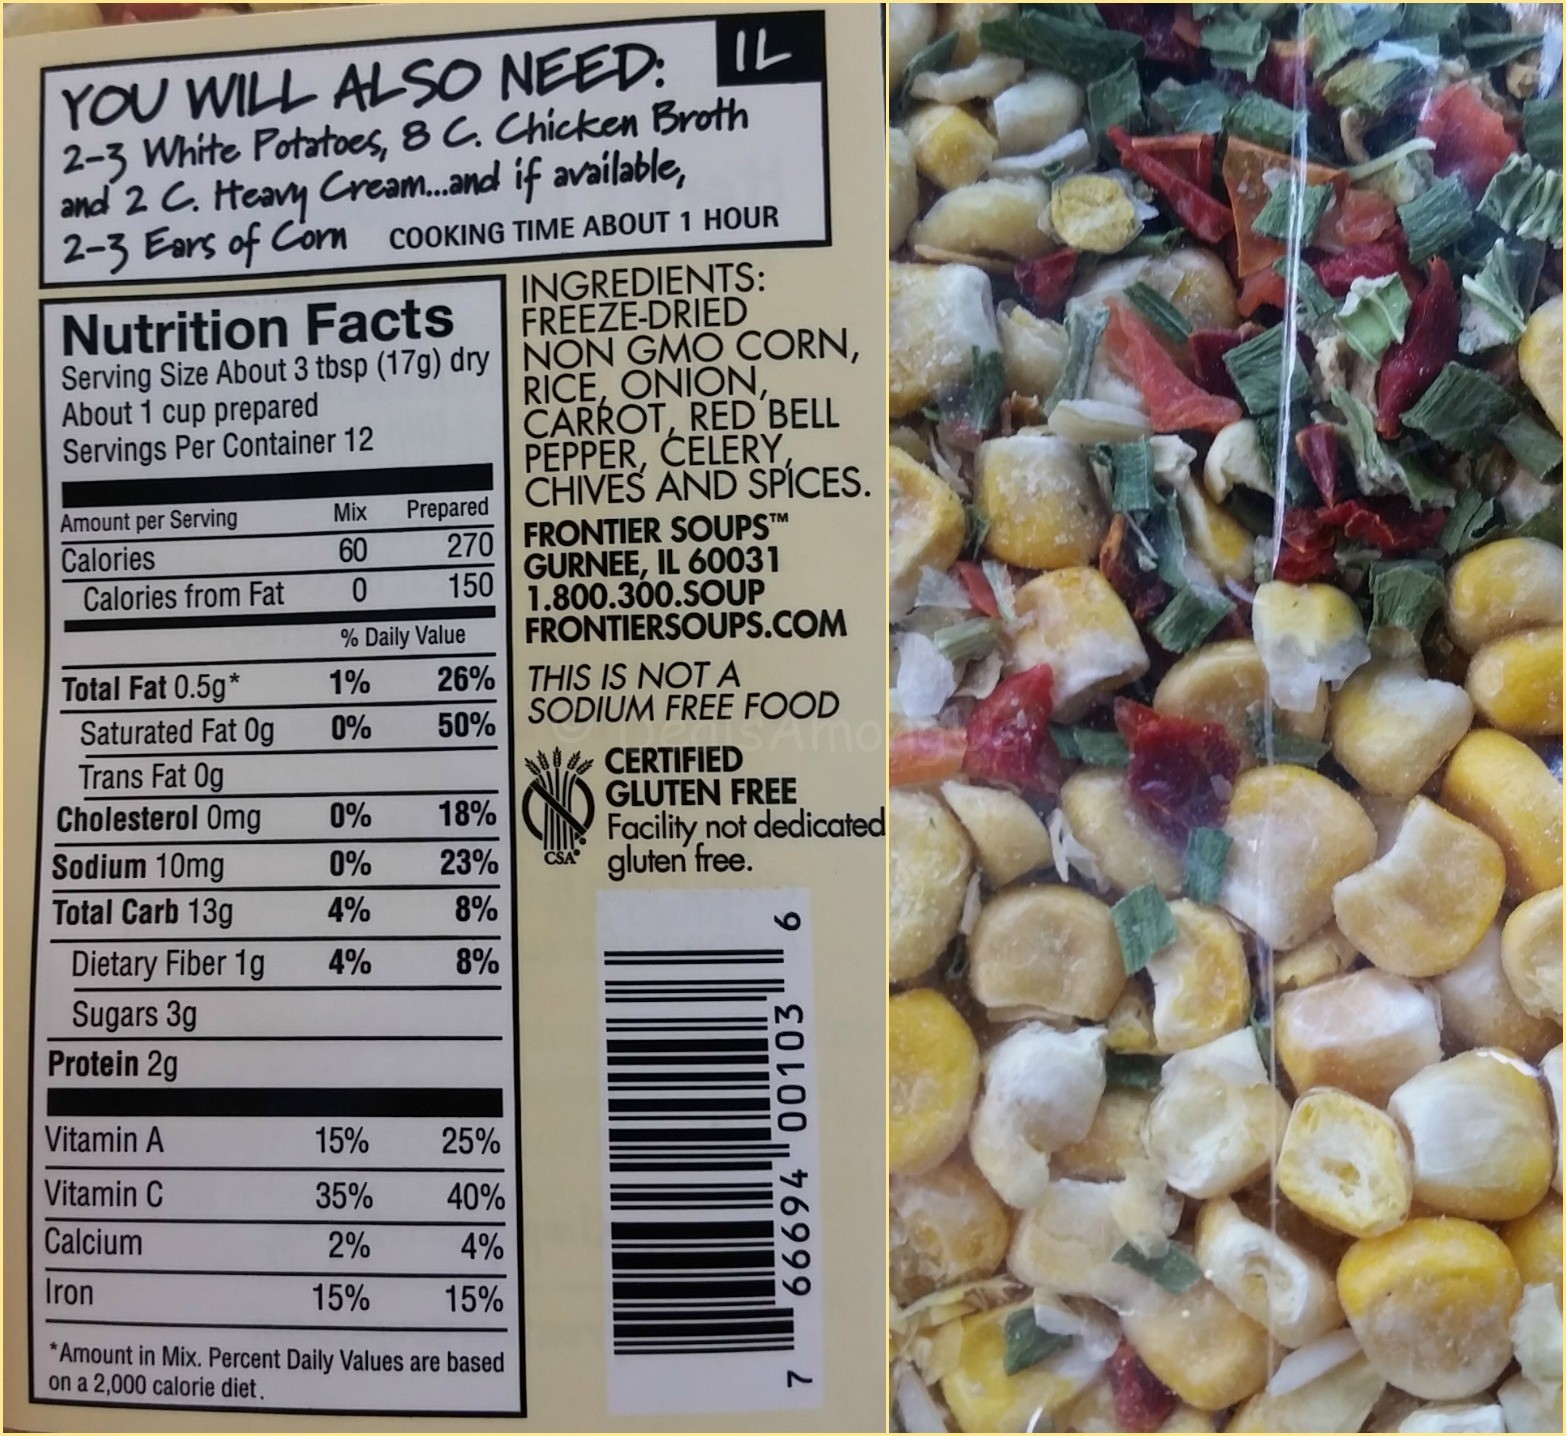 IL
YOU WILL ALSO NEED:
2-3 White Potatoes, 8 C. Chicken Broth
and 2 C. Heavy Cream...and if available,
2-3 Ears of Corn COOKING TIME ABOUT 1 HOUR
Nutrition Facts
Serving Size About 3 tbsp (17g) dry
About 1 cup prepared
Servings Per Container 12
Amount per Serving Mix Prepared
Calories 60 270
Calories from Fat 0 150
% Daily Value
Total Fat 0.5g* 1% 26%
Saturated Fat 0g 0% 50%
Trans Fat 0g
Cholesterol 0mg 0% 18%
Sodium 10mg 0% 23%
Total Carb 13g 4% 8%
Dietary Fiber 1g 4% 8%
Sugars 3g
Protein 2g
Vitamin A 15% 25%
Vitamin C 35% 40%
Calcium 2% 4%
Iron 15% 15%
*Amount in Mix. Percent Daily Values are based
on a 2,000 calorie diet.
INGREDIENTS:
FREEZE-DRIED
NON GMO CORN,
RICE, ONION,
CARROT, RED BELL
PEPPER, CELERY,
CHIVES AND SPICES.
FRONTIER SOUPS™
GURNEE, IL 60031
1.800.300.SOUP
FRONTIERSOUPS.COM
THIS IS NOT A
SODIUM FREE FOOD
CERTIFIED
GLUTEN FREE
Facility not dedicated
gluten free.
CSA
7 66694 00103 6